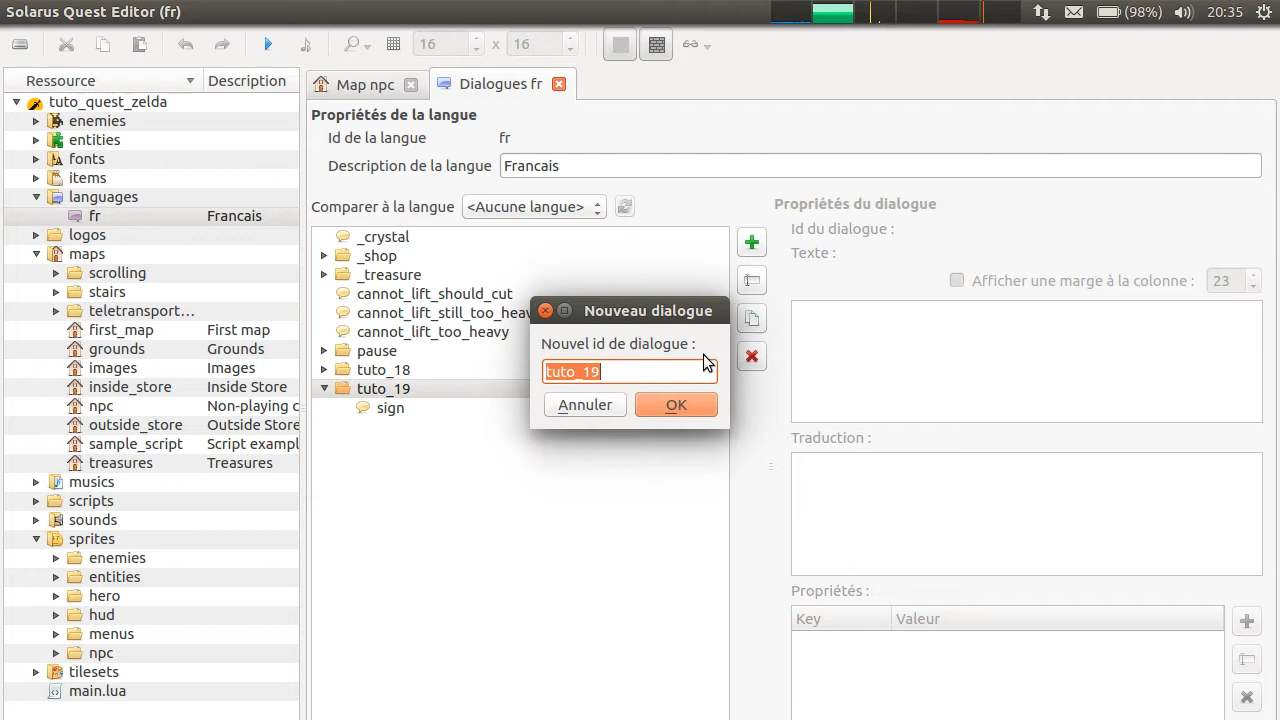 Solarus Quest Editor (fr)
(98%)
20:35
16 x 16
Ressource Description
tuto_quest_zelda
enemies
entities
fonts
items
languages
fr Francais
logos
maps
scrolling
stairs
teletransport...
first_map First map
grounds Grounds
images Images
inside_store Inside Store
npc Non-playing c
outside_store Outside Store
sample_script Script example
treasures Treasures
musics
scripts
sounds
sprites
enemies
entities
hero
hud
menus
npc
tilesets
main.lua
Map npc
Dialogues fr
Propriétés de la langue
Id de la langue fr
Description de la langue Francais
Comparer à la langue <Aucune langue>
_crystal
_shop
_treasure
cannot_lift_should_cut
cannot_lift_still_too_heav
cannot_lift_too_heavy
pause
tuto_18
tuto_19
sign
Nouveau dialogue
Nouvel id de dialogue :
tuto_19
Annuler OK
Propriétés du dialogue
Id du dialogue :
Texte :
Afficher une marge à la colonne : 23
Traduction :
Propriétés :
Key Valeur